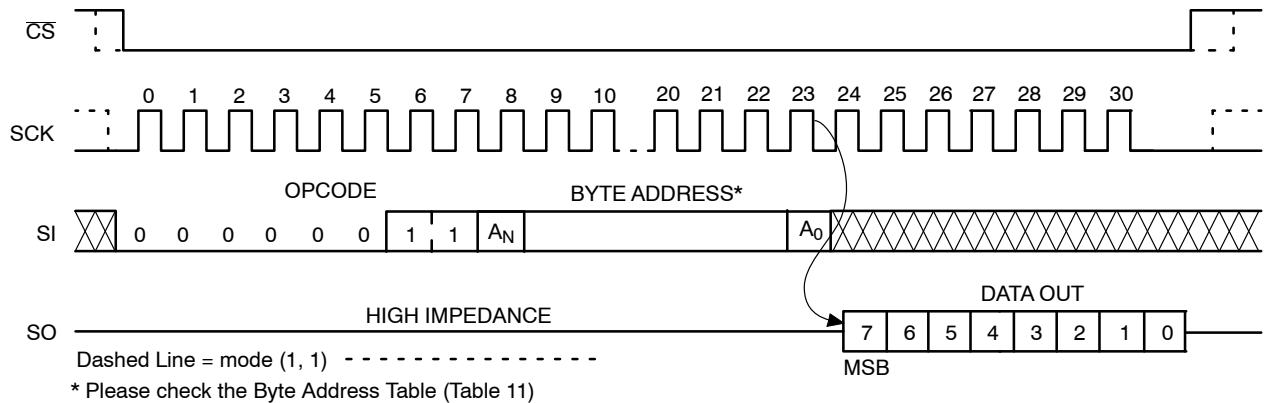 CS
0 1 2 3 4 5 6 7 8 9 10 20 21 22 23 24 25 26 27 28 29 30
SCK
OPCODE BYTE ADDRESS*
SI 0 0 0 0 0 0 1 1 AN A0
DATA OUT
HIGH IMPEDANCE
SO 7 6 5 4 3 2 1 0
Dashed Line = mode (1, 1) - - - - - - - - - - - - - -
MSB
* Please check the Byte Address Table (Table 11)